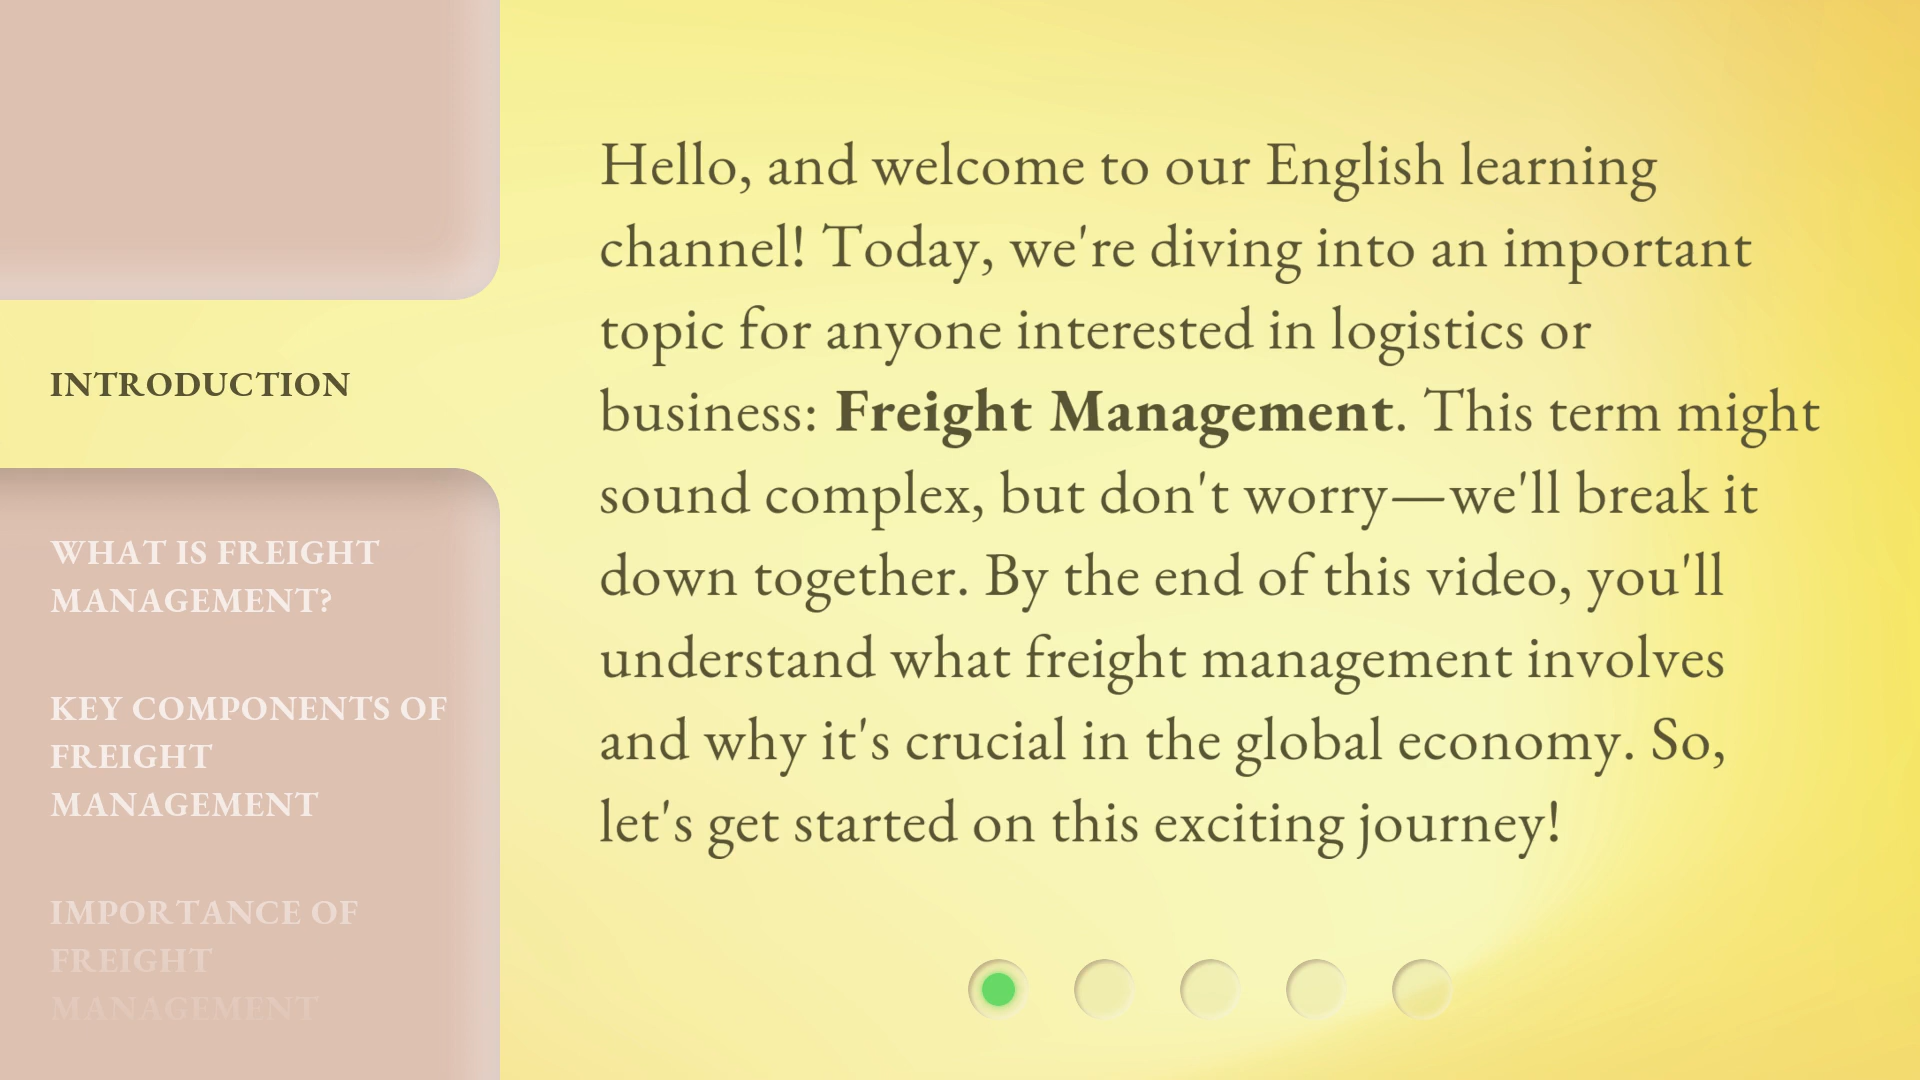 INTRODUCTION
WHAT IS FREIGHT
MANAGEMENT?
KEY COMPONENTS OF
FREIGHT
MANAGEMENT
IMPORTANCE OF
FREIGHT
MANAGEMENT
Hello, and welcome to our English learning
channel! Today, we're diving into an important
topic for anyone interested in logistics or
business: Freight Management. This term might
sound complex, but don't worry—we'll break it
down together. By the end of this video, you'll
understand what freight management involves
and why it's crucial in the global economy. So,
let's get started on this exciting journey!